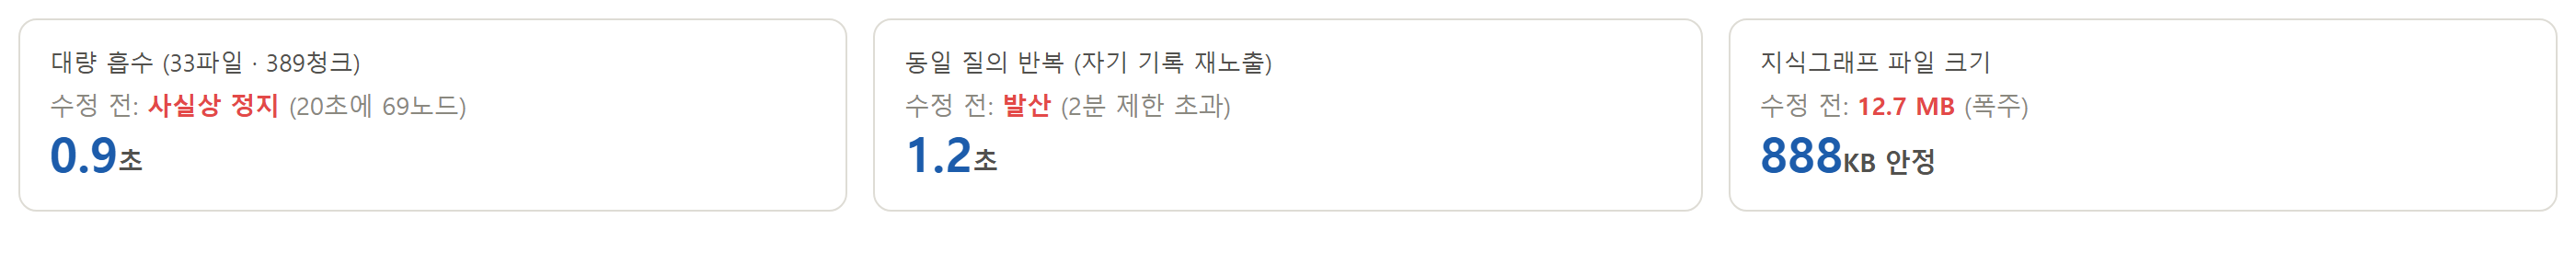 대량 흡수 (33파일 · 389청크)
수정 전: 사실상 정지 (20초에 69노드)
0.9초
동일 질의 반복 (자기 기록 재노출)
수정 전: 발산 (2분 제한 초과)
1.2초
지식그래프 파일 크기
수정 전: 12.7 MB (폭주)
888KB 안정